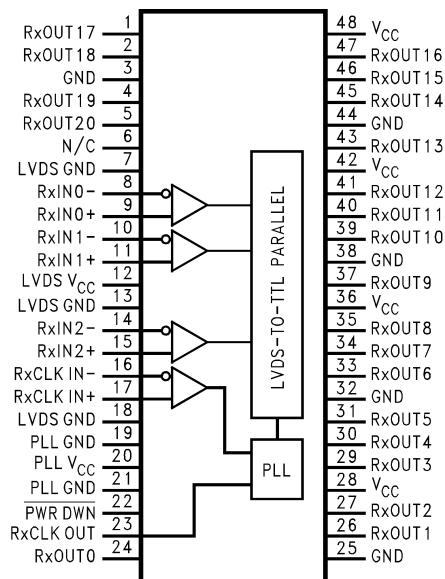 RxOUT17 1
RxOUT18 2
GND 3
RxOUT19 4
RxOUT20 5
N/C 6
LVDS GND 7
RxIN0- 8
RxIN0+ 9
RxIN1- 10
RxIN1+ 11
LVDS VCC 12
LVDS GND 13
RxIN2- 14
RxIN2+ 15
RxCLK IN- 16
RxCLK IN+ 17
LVDS GND 18
PLL GND 19
PLL VCC 20
PLL GND 21
PWR DWN 22
RxCLK OUT 23
RxOUT0 24
LVDS-TO-TTL PARALLEL
PLL
48 VCC
47 RxOUT16
46 RxOUT15
45 RxOUT14
44 GND
43 RxOUT13
42 VCC
41 RxOUT12
40 RxOUT11
39 RxOUT10
38 GND
37 RxOUT9
36 VCC
35 RxOUT8
34 RxOUT7
33 RxOUT6
32 GND
31 RxOUT5
30 RxOUT4
29 RxOUT3
28 VCC
27 RxOUT2
26 RxOUT1
25 GND